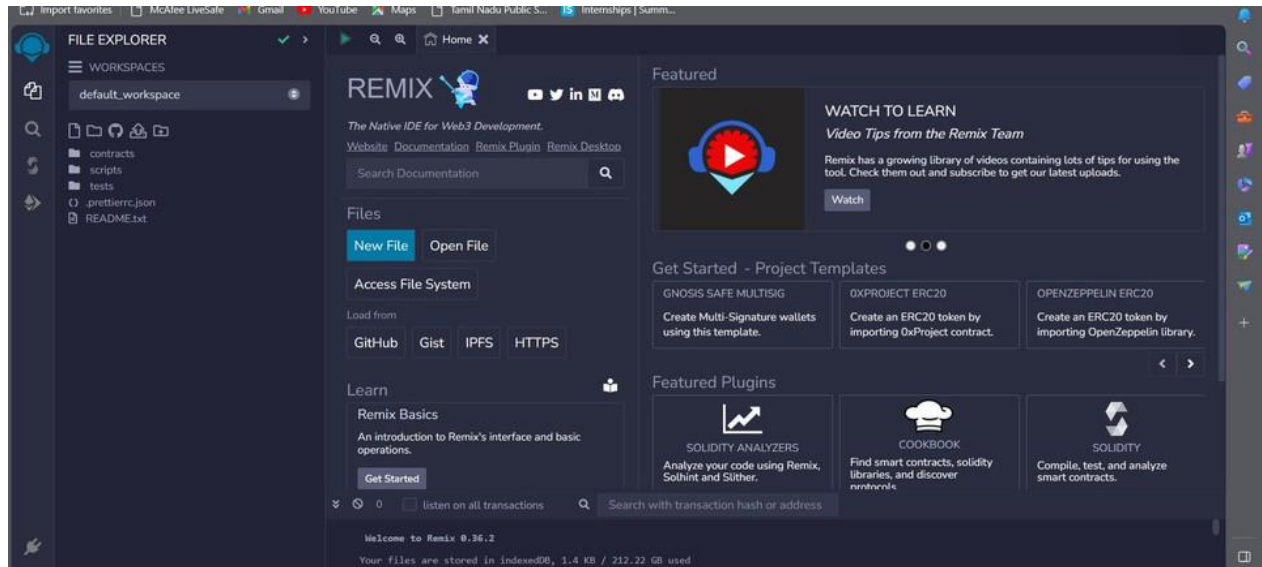 Import favorites McAfee LiveSafe Gmail YouTube Maps Tamil Nadu Public S... IS Internships | Summ...
FILE EXPLORER
WORKSPACES
default_workspace
contracts
scripts
tests
.prettierrc.json
README.txt
Home
REMIX
The Native IDE for Web3 Development.
Website Documentation Remix Plugin Remix Desktop
Search Documentation
Files
New File Open File
Access File System
Load from
GitHub Gist IPFS HTTPS
Learn
Remix Basics
An introduction to Remix's interface and basic
operations.
Get Started
Featured
WATCH TO LEARN
Video Tips from the Remix Team
Remix has a growing library of videos containing lots of tips for using the
tool. Check them out and subscribe to get our latest uploads.
Watch
Get Started - Project Templates
GNOSIS SAFE MULTISIG
Create Multi-Signature wallets
using this template.
0XPROJECT ERC20
Create an ERC20 token by
importing 0xProject contract.
OPENZEPPELIN ERC20
Create an ERC20 token by
importing OpenZeppelin library.
Featured Plugins
SOLIDITY ANALYZERS
Analyze your code using Remix,
Solhint and Slither.
COOKBOOK
Find smart contracts, solidity
libraries, and discover
protocols
SOLIDITY
Compile, test, and analyze
smart contracts.
0 listen on all transactions Search with transaction hash or address
Welcome to Remix 0.36.2
Your files are stored in indexedDB, 1.4 KB / 212.22 GB used